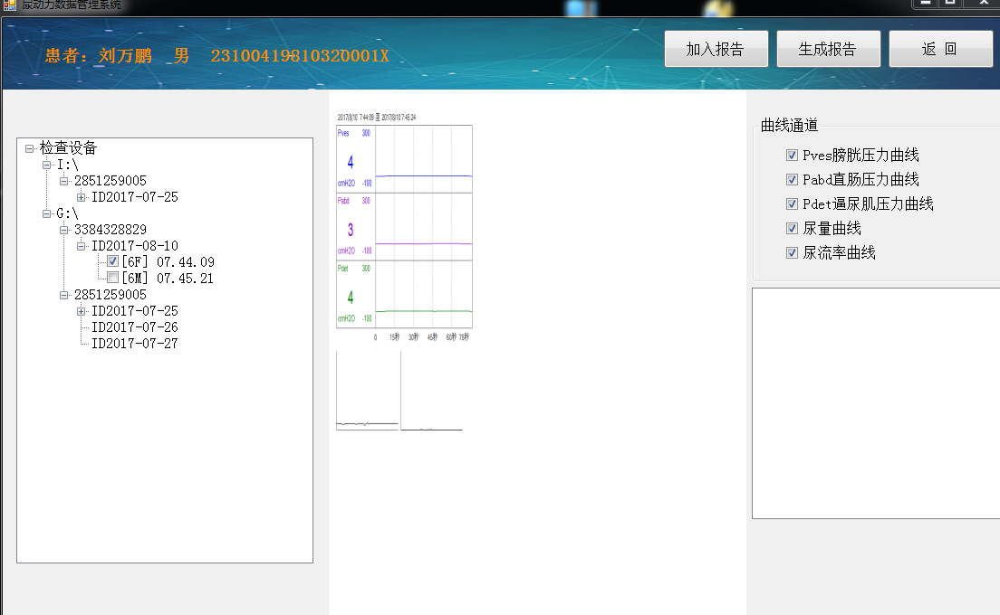 尿动力数据管理系统
患者：刘万鹏 男 23100419810320001X
加入报告 生成报告 返 回
检查设备
I:\
2851259005
ID2017-07-25
G:\
3384328829
ID2017-08-10
[6F] 07.44.09
[6M] 07.45.21
2851259005
ID2017-07-25
ID2017-07-26
ID2017-07-27
2017/8/10 7:44:09 至 2017/8/10 7:45:24
Pves 300
4
cmH2O -100
Pabd 300
3
cmH2O -100
Pdet 300
4
cmH2O -100
0 15秒 30秒 45秒 60秒 75秒
曲线通道
Pves膀胱压力曲线
Pabd直肠压力曲线
Pdet逼尿肌压力曲线
尿量曲线
尿流率曲线